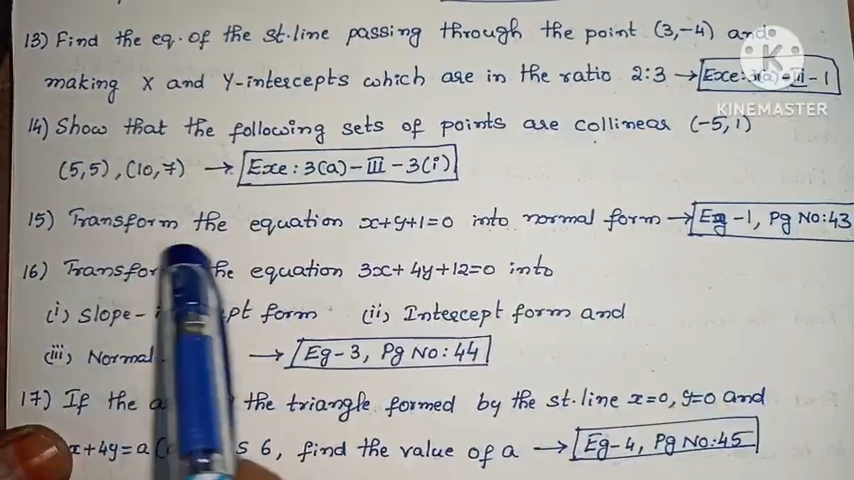 13) Find the eq. of the st.line passing through the point (3,-4) and
making X and Y-intercepts which are in the ratio 2:3 → Exe: 3(a)-III-1
KINEMASTER
14) Show that the following sets of points are collinear (-5,1)
(5,5), (10,7) → Exe: 3(a)-III-3(i)
15) Transform the equation x+y+1=0 into normal form → Eg-1, Pg No:43
16) Transform the equation 3x+4y+12=0 into
(i) Slope- form (ii) Intercept form and
(iii) Normal → Eg-3, Pg No:44
17) If the the triangle formed by the st.line x=0, y=0 and
x+4y=a 6, find the value of a → Eg-4, Pg No:45